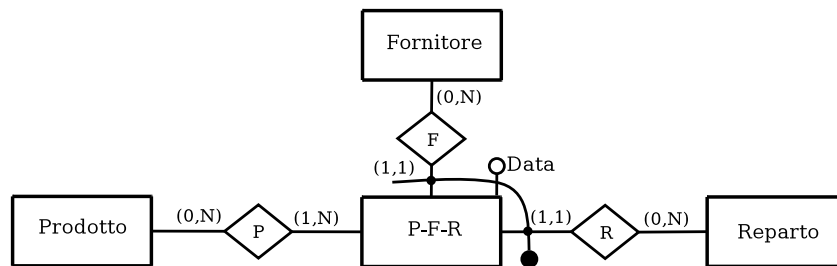 Fornitore
(0,N)
F
(1,1)
Data
Prodotto
(0,N)
P
(1,N)
P-F-R
(1,1)
R
(0,N)
Reparto